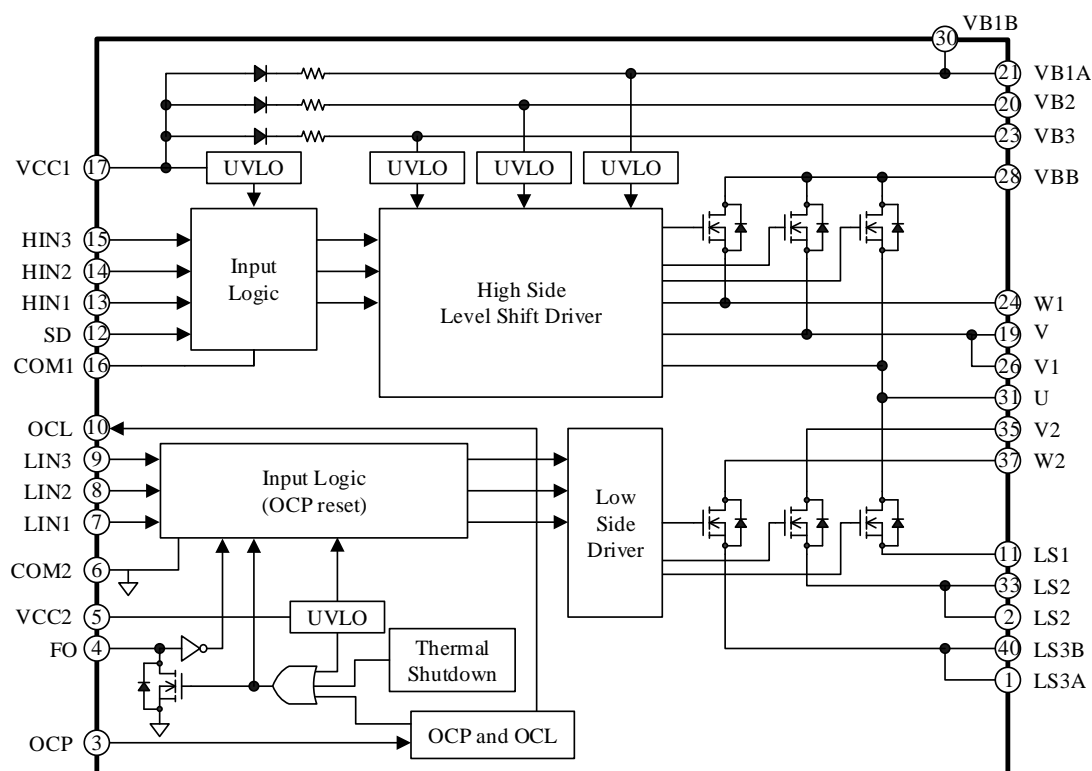 VB1B
30
21 VB1A
20 VB2
23 VB3
VCC1 17
UVLO
UVLO
UVLO
UVLO
28 VBB
HIN3 15
HIN2 14
HIN1 13
SD 12
COM1 16
Input
Logic
High Side
Level Shift Driver
24 W1
19 V
26 V1
31 U
35 V2
37 W2
OCL 10
LIN3 9
LIN2 8
LIN1 7
COM2 6
VCC2 5
FO 4
OCP 3
Input Logic
(OCP reset)
Low
Side
Driver
UVLO
Thermal
Shutdown
OCP and OCL
11 LS1
33 LS2
2 LS2
40 LS3B
1 LS3A